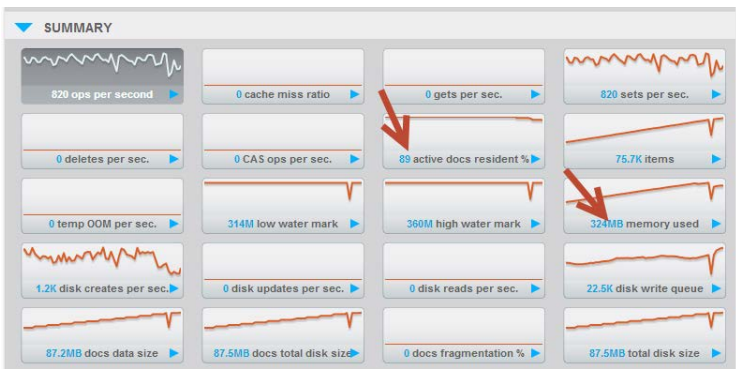 SUMMARY
820 ops per second
0 cache miss ratio
0 gets per sec.
820 sets per sec.
0 deletes per sec.
0 CAS ops per sec.
89 active docs resident %
75.7K items
0 temp OOM per sec.
314M low water mark
360M high water mark
324MB memory used
1.2K disk creates per sec.
0 disk updates per sec.
0 disk reads per sec.
22.5K disk write queue
87.2MB docs data size
87.5MB docs total disk size
0 docs fragmentation %
87.5MB total disk size